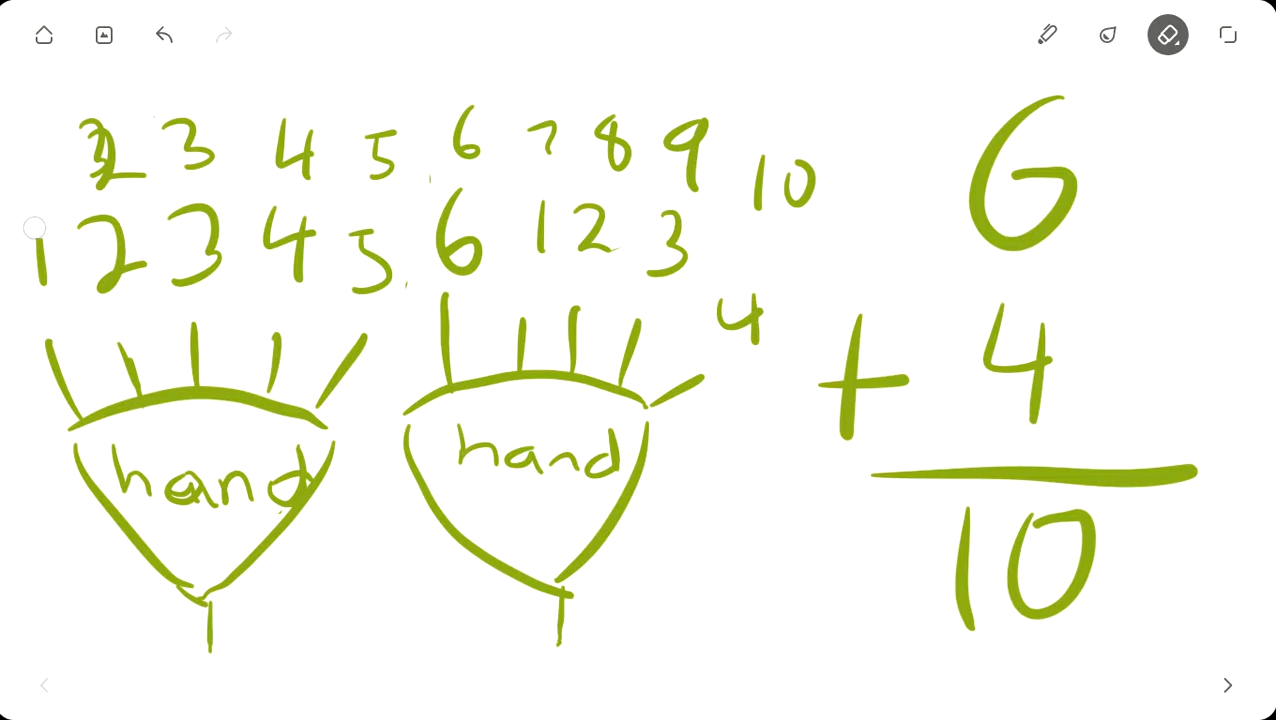 2 3 4 5 6 7 8 9 10
1 2 3 4 5 6 1 2 3 4
hand hand
6
+ 4
10